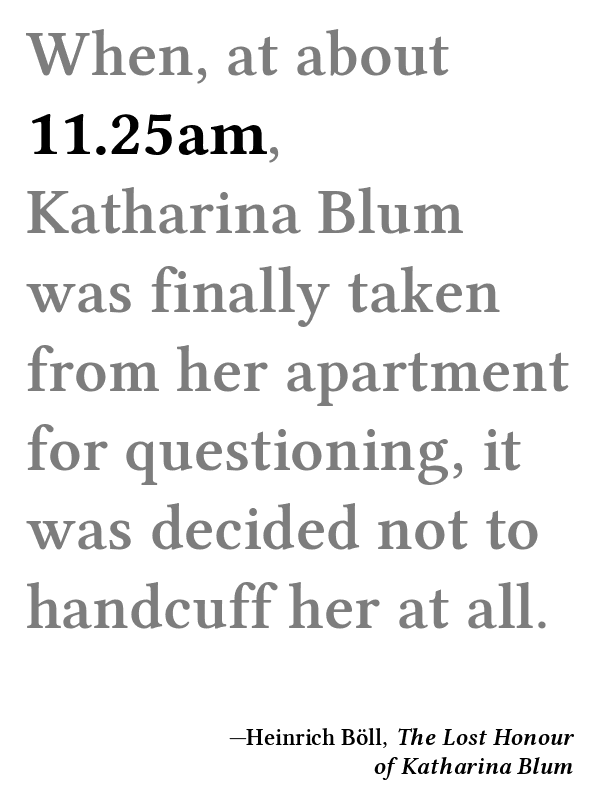 When, at about
11.25am,
Katharina Blum
was finally taken
from her apartment
for questioning, it
was decided not to
handcuff her at all.
—Heinrich Böll, The Lost Honour
of Katharina Blum